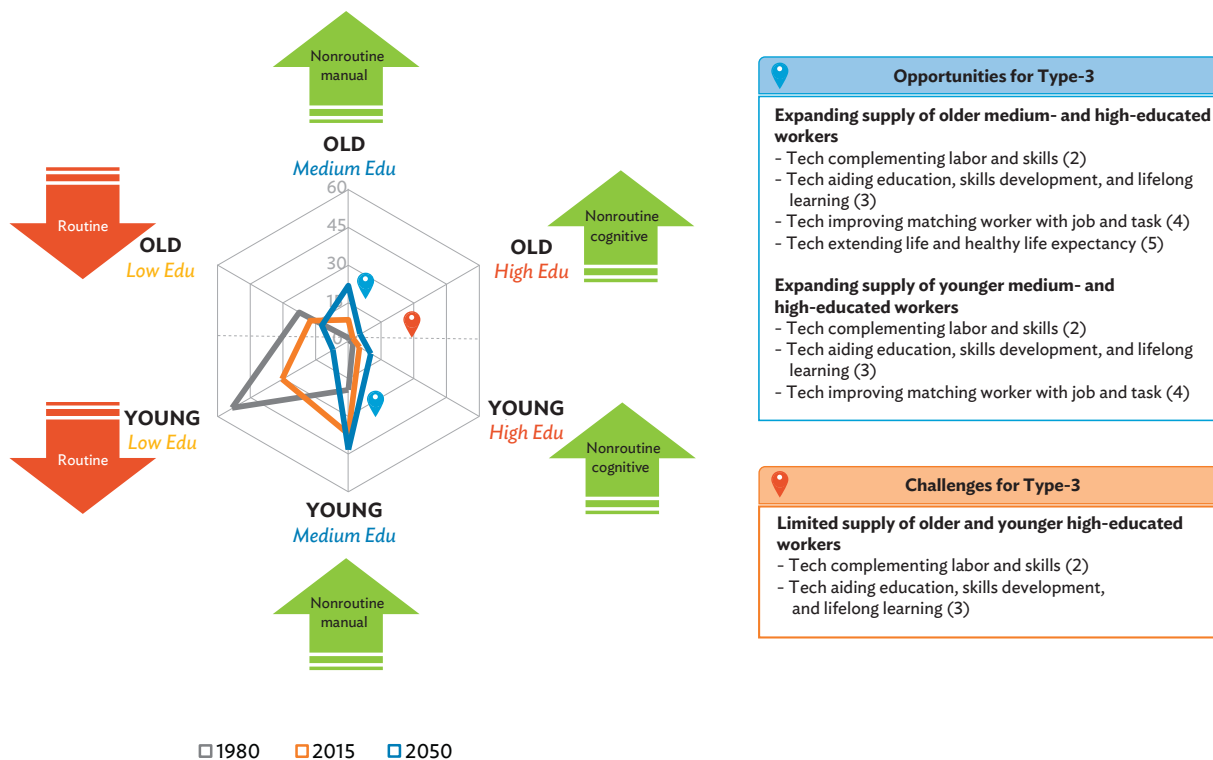 Nonroutine
manual
OLD
Medium Edu
Routine
OLD
Low Edu
60
45
30
15
0
Nonroutine
cognitive
OLD
High Edu
Routine
YOUNG
Low Edu
YOUNG
High Edu
Nonroutine
cognitive
YOUNG
Medium Edu
Nonroutine
manual
1980
2015
2050
Opportunities for Type-3
Expanding supply of older medium- and high-educated
workers
- Tech complementing labor and skills (2)
- Tech aiding education, skills development, and lifelong
learning (3)
- Tech improving matching worker with job and task (4)
- Tech extending life and healthy life expectancy (5)
Expanding supply of younger medium- and
high-educated workers
- Tech complementing labor and skills (2)
- Tech aiding education, skills development, and lifelong
learning (3)
- Tech improving matching worker with job and task (4)
Challenges for Type-3
Limited supply of older and younger high-educated
workers
- Tech complementing labor and skills (2)
- Tech aiding education, skills development,
and lifelong learning (3)